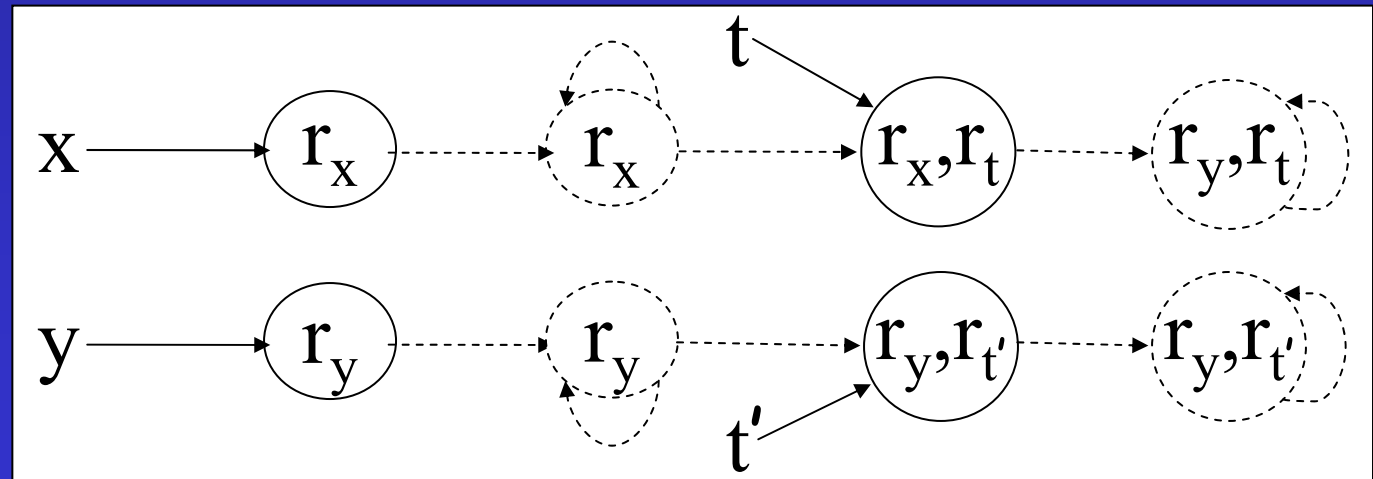 t
x r_x r_x r_x,r_t r_y,r_t
y r_y r_y r_y,r_t' r_y,r_t'
t'